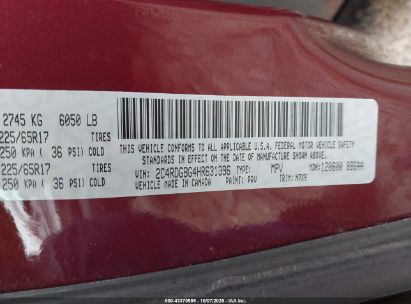 2745 KG 6050 LB
225/65R17 TIRES
250 KPA ( 36 PSI) COLD
225/65R17 TIRES
250 KPA ( 36 PSI) COLD
THIS VEHICLE CONFORMS TO ALL APPLICABLE U.S.A. FEDERAL MOTOR VEHICLE SAFETY
STANDARDS IN EFFECT ON THE DATE OF MANUFACTURE SHOWN ABOVE.
VIN: 2C4RDGBG4HR631396 TYPE: MPV MDH:
VEHICLE MADE IN CANADA PAINT: PRV TRIM: